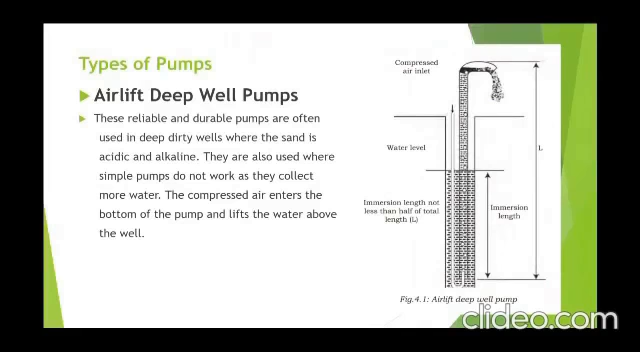 Types of Pumps
Airlift Deep Well Pumps
These reliable and durable pumps are often
used in deep dirty wells where the sand is
acidic and alkaline. They are also used where
simple pumps do not work as they collect
more water. The compressed air enters the
bottom of the pump and lifts the water above
the well.
Compressed
air inlet
Water level
L
Immersion length not
less than half of total
length (L)
Immersion
length
Fig.4.1: Airlift deep well pump
clideo.com